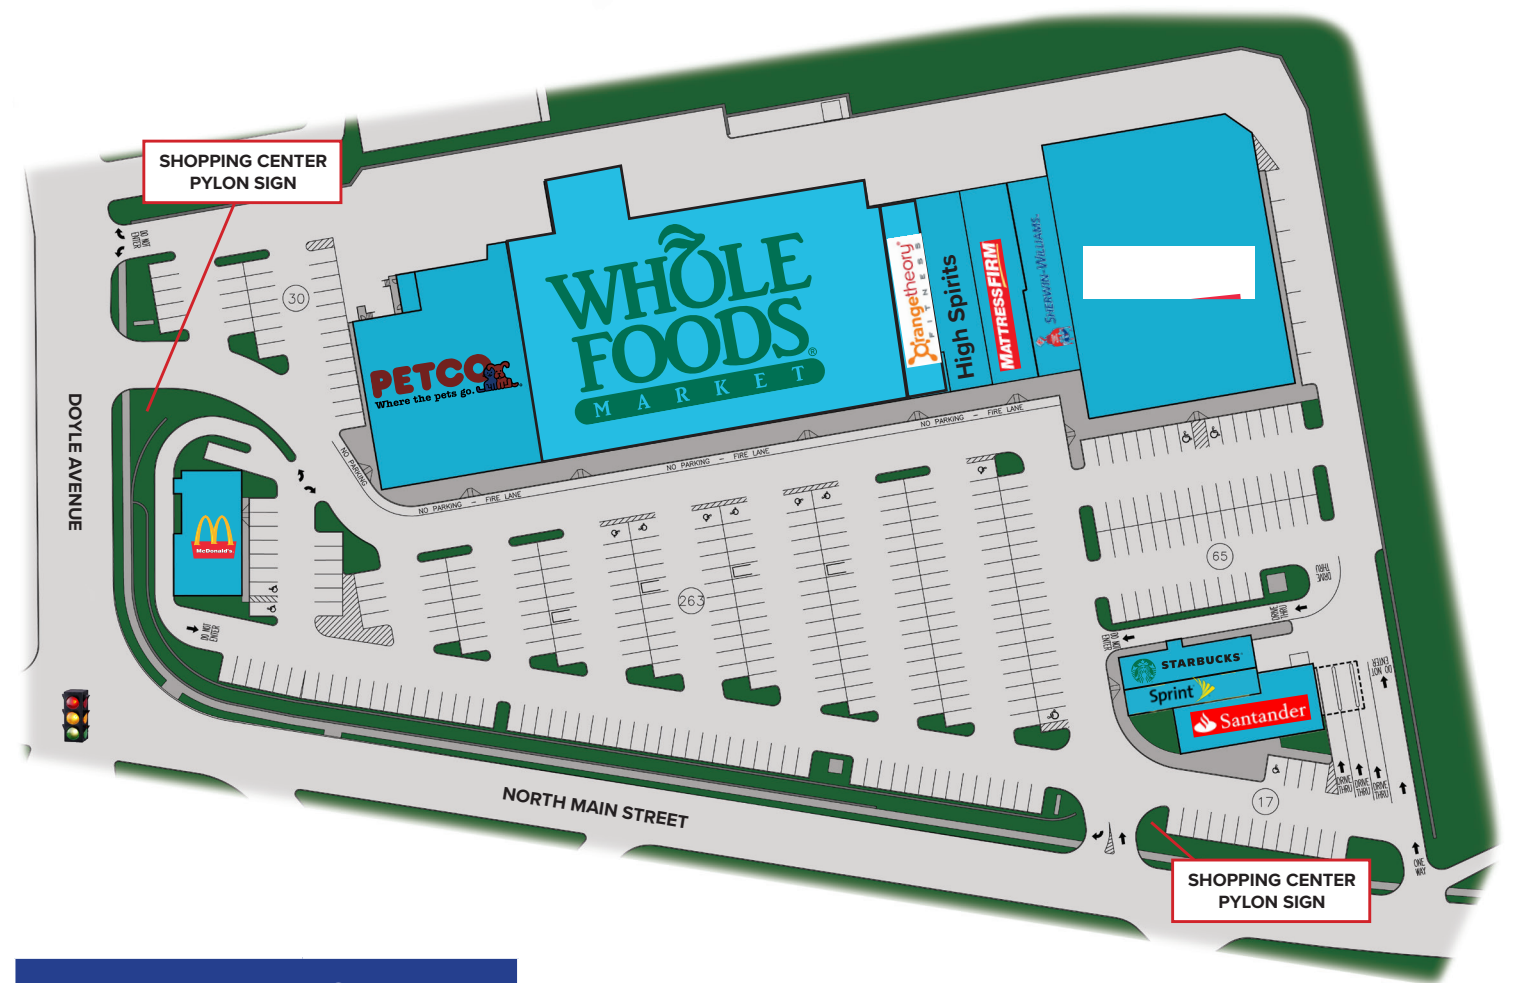 SHOPPING CENTER
PYLON SIGN
DO NOT
ENTER
30
PETCO
Where the pets go.
WHOLE
FOODS
MARKET
Orangetheory
FITNESS
High Spirits
MATTRESSFIRM
SHERWIN-WILLIAMS
DOYLE AVENUE
NO PARKING
NO PARKING - FIRE LANE
NO PARKING - FIRE LANE
NO PARKING - FIRE LANE
McDonald's
DO NOT
ENTER
263
65
DRIVE
THRU
DRIVE
THRU
DO NOT
ENTER
STARBUCKS
Sprint
Santander
DO NOT
ENTER
DRIVE
THRU
DRIVE
THRU
DRIVE
THRU
17
NORTH MAIN STREET
ONE
WAY
SHOPPING CENTER
PYLON SIGN